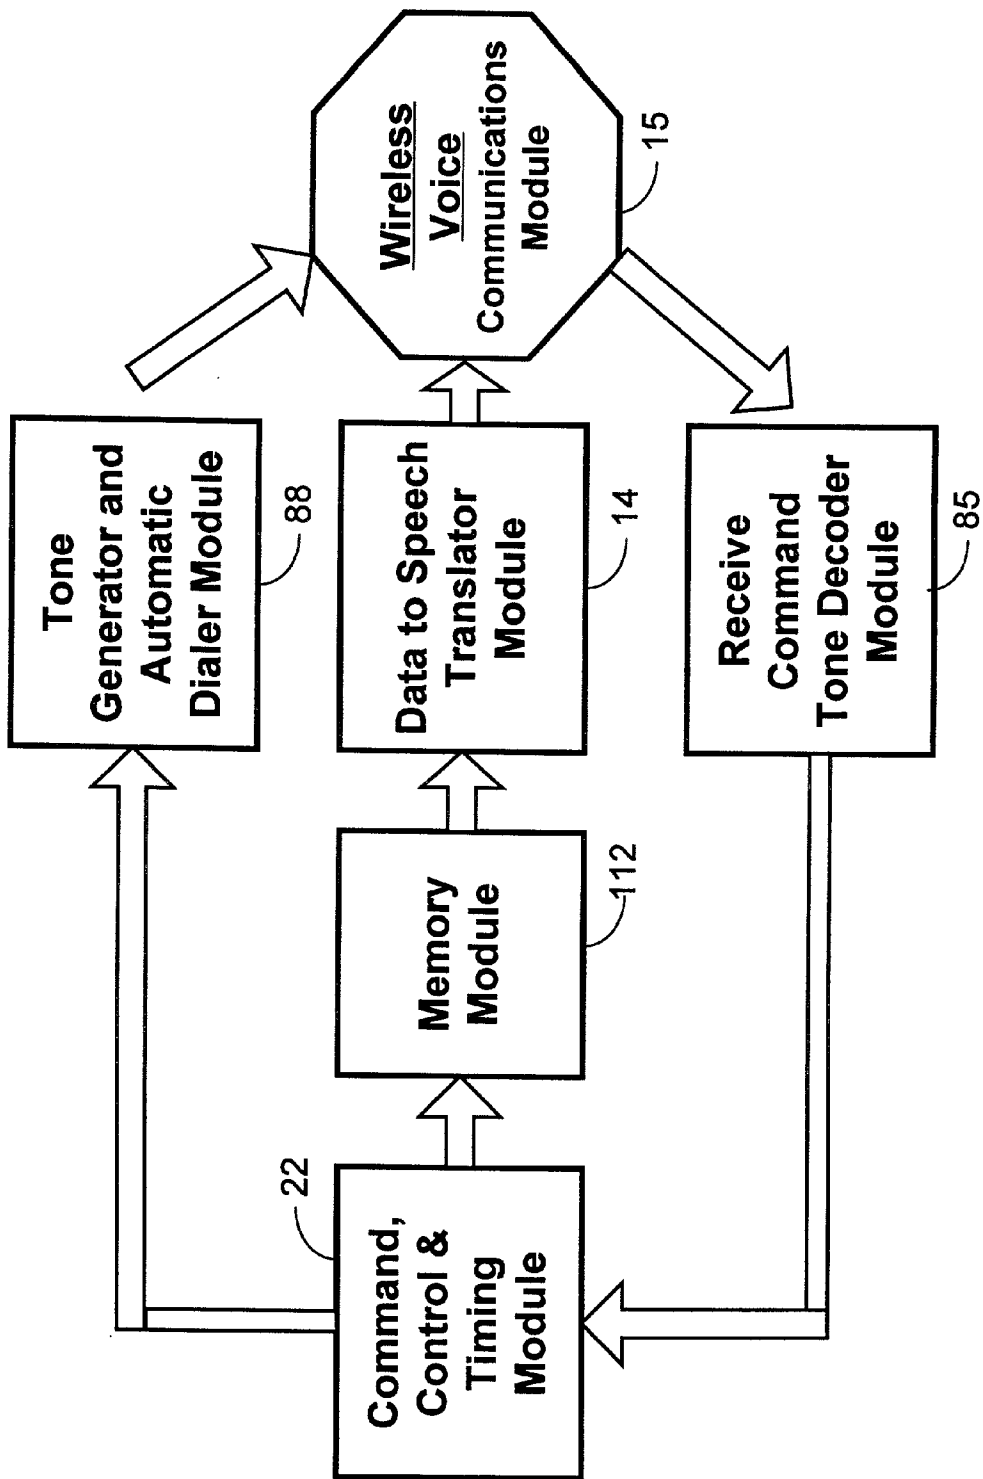 Tone
Generator and
Automatic
Dialer Module
88
Command,
Control &
Timing
Module
22
Memory
Module
112
Data to Speech
Translator
Module
14
Wireless
Voice
Communications
Module
15
Receive
Command
Tone Decoder
Module
85